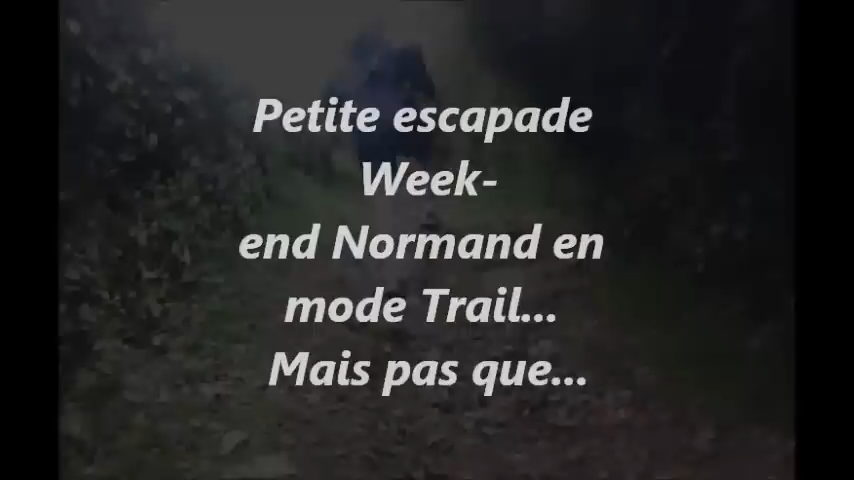 Petite escapade
Week-
end Normand en
mode Trail...
Mais pas que...